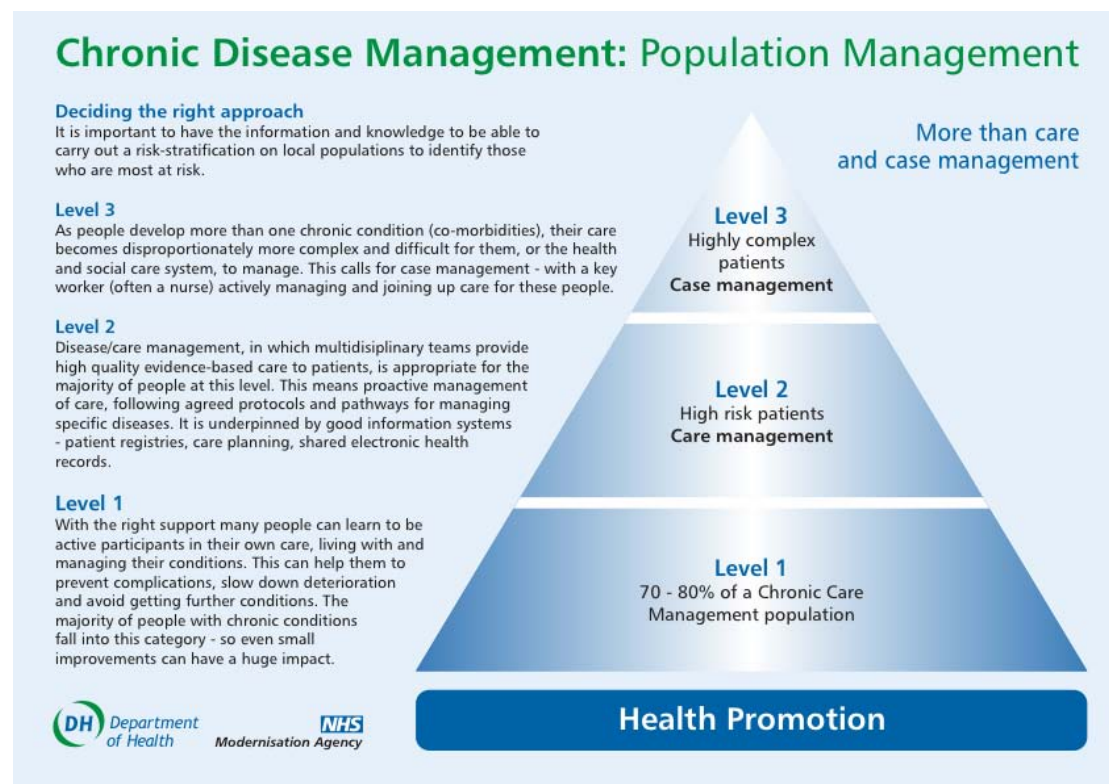 Chronic Disease Management: Population Management
Deciding the right approach
It is important to have the information and knowledge to be able to
carry out a risk-stratification on local populations to identify those
who are most at risk.
Level 3
As people develop more than one chronic condition (co-morbidities), their care
becomes disproportionately more complex and difficult for them, or the health
and social care system, to manage. This calls for case management - with a key
worker (often a nurse) actively managing and joining up care for these people.
Level 2
Disease/care management, in which multidisiplinary teams provide
high quality evidence-based care to patients, is appropriate for the
majority of people at this level. This means proactive management
of care, following agreed protocols and pathways for managing
specific diseases. It is underpinned by good information systems
- patient registries, care planning, shared electronic health
records.
Level 1
With the right support many people can learn to be
active participants in their own care, living with and
managing their conditions. This can help them to
prevent complications, slow down deterioration
and avoid getting further conditions. The
majority of people with chronic conditions
fall into this category - so even small
improvements can have a huge impact.
More than care
and case management
Level 3
Highly complex
patients
Case management
Level 2
High risk patients
Care management
Level 1
70 - 80% of a Chronic Care
Management population
Health Promotion
DH Department
of Health
NHS
Modernisation Agency